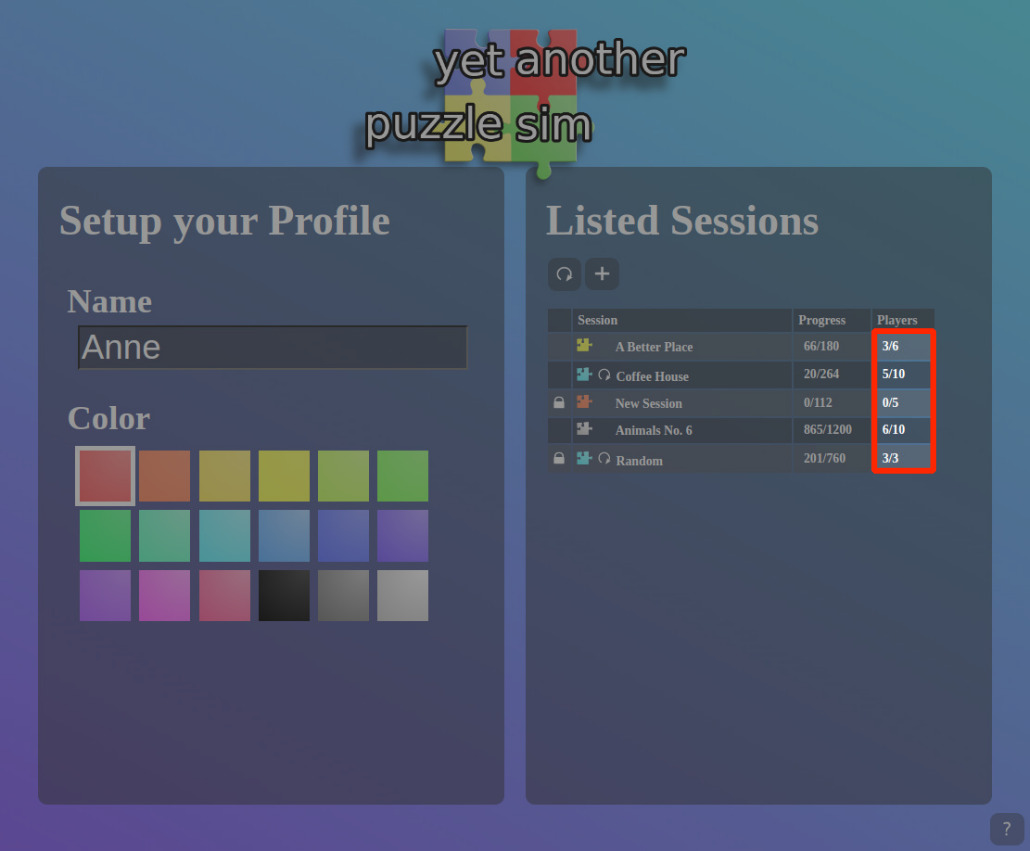 yet another
puzzle sim
Setup your Profile
Name
Anne
Color
Listed Sessions
+
Session Progress Players
A Better Place 66/180 3/6
Coffee House 20/264 5/10
New Session 0/112 0/5
Animals No. 6 865/1200 6/10
Random 201/760 3/3
?